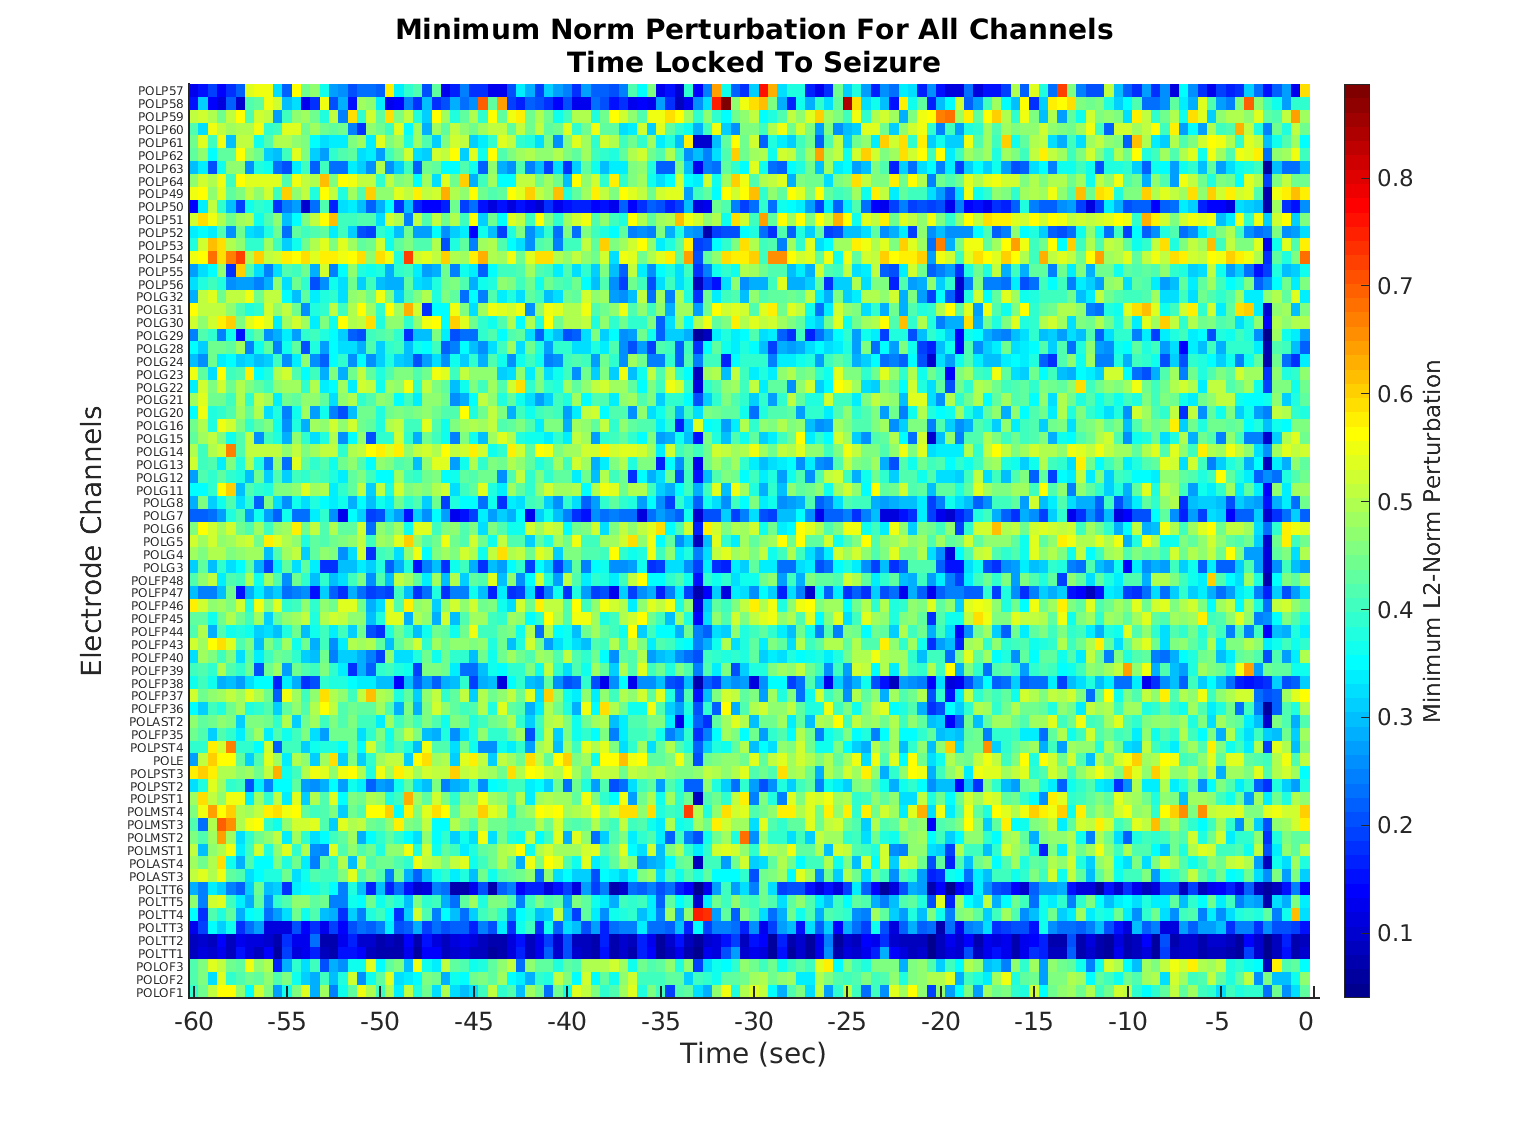 Minimum Norm Perturbation For All Channels
Time Locked To Seizure
Electrode Channels
POLP57
POLP58
POLP59
POLP60
POLP61
POLP62
POLP63
POLP64
POLP49
POLP50
POLP51
POLP52
POLP53
POLP54
POLP55
POLP56
POLG32
POLG31
POLG30
POLG29
POLG28
POLG24
POLG23
POLG22
POLG21
POLG20
POLG16
POLG15
POLG14
POLG13
POLG12
POLG11
POLG8
POLG7
POLG6
POLG5
POLG4
POLG3
POLFP48
POLFP47
POLFP46
POLFP45
POLFP44
POLFP43
POLFP40
POLFP39
POLFP38
POLFP37
POLFP36
POLAST2
POLFP35
POLPST4
POLE
POLPST3
POLPST2
POLPST1
POLMST4
POLMST3
POLMST2
POLMST1
POLAST4
POLAST3
POLTT6
POLTT5
POLTT4
POLTT3
POLTT2
POLTT1
POLOF3
POLOF2
POLOF1
-60 -55 -50 -45 -40 -35 -30 -25 -20 -15 -10 -5 0
Time (sec)
0.8
0.7
0.6
0.5
0.4
0.3
0.2
0.1
Minimum L2-Norm Perturbation